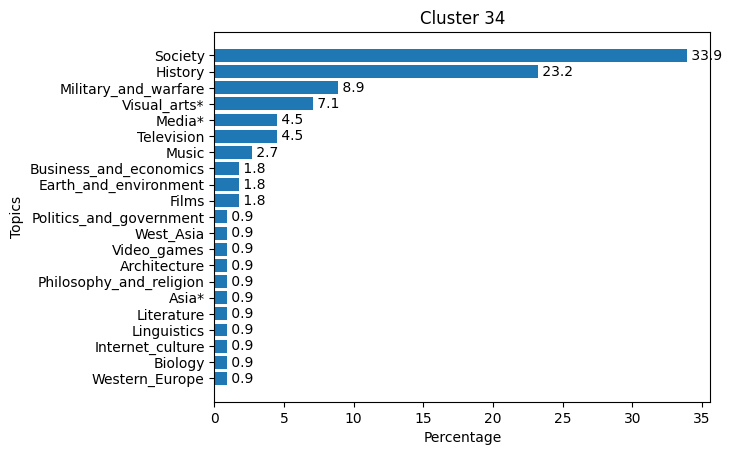 Cluster 34
Topics
Society 33.9
History 23.2
Military_and_warfare 8.9
Visual_arts* 7.1
Media* 4.5
Television 4.5
Music 2.7
Business_and_economics 1.8
Earth_and_environment 1.8
Films 1.8
Politics_and_government 0.9
West_Asia 0.9
Video_games 0.9
Architecture 0.9
Philosophy_and_religion 0.9
Asia* 0.9
Literature 0.9
Linguistics 0.9
Internet_culture 0.9
Biology 0.9
Western_Europe 0.9
0 5 10 15 20 25 30 35
Percentage